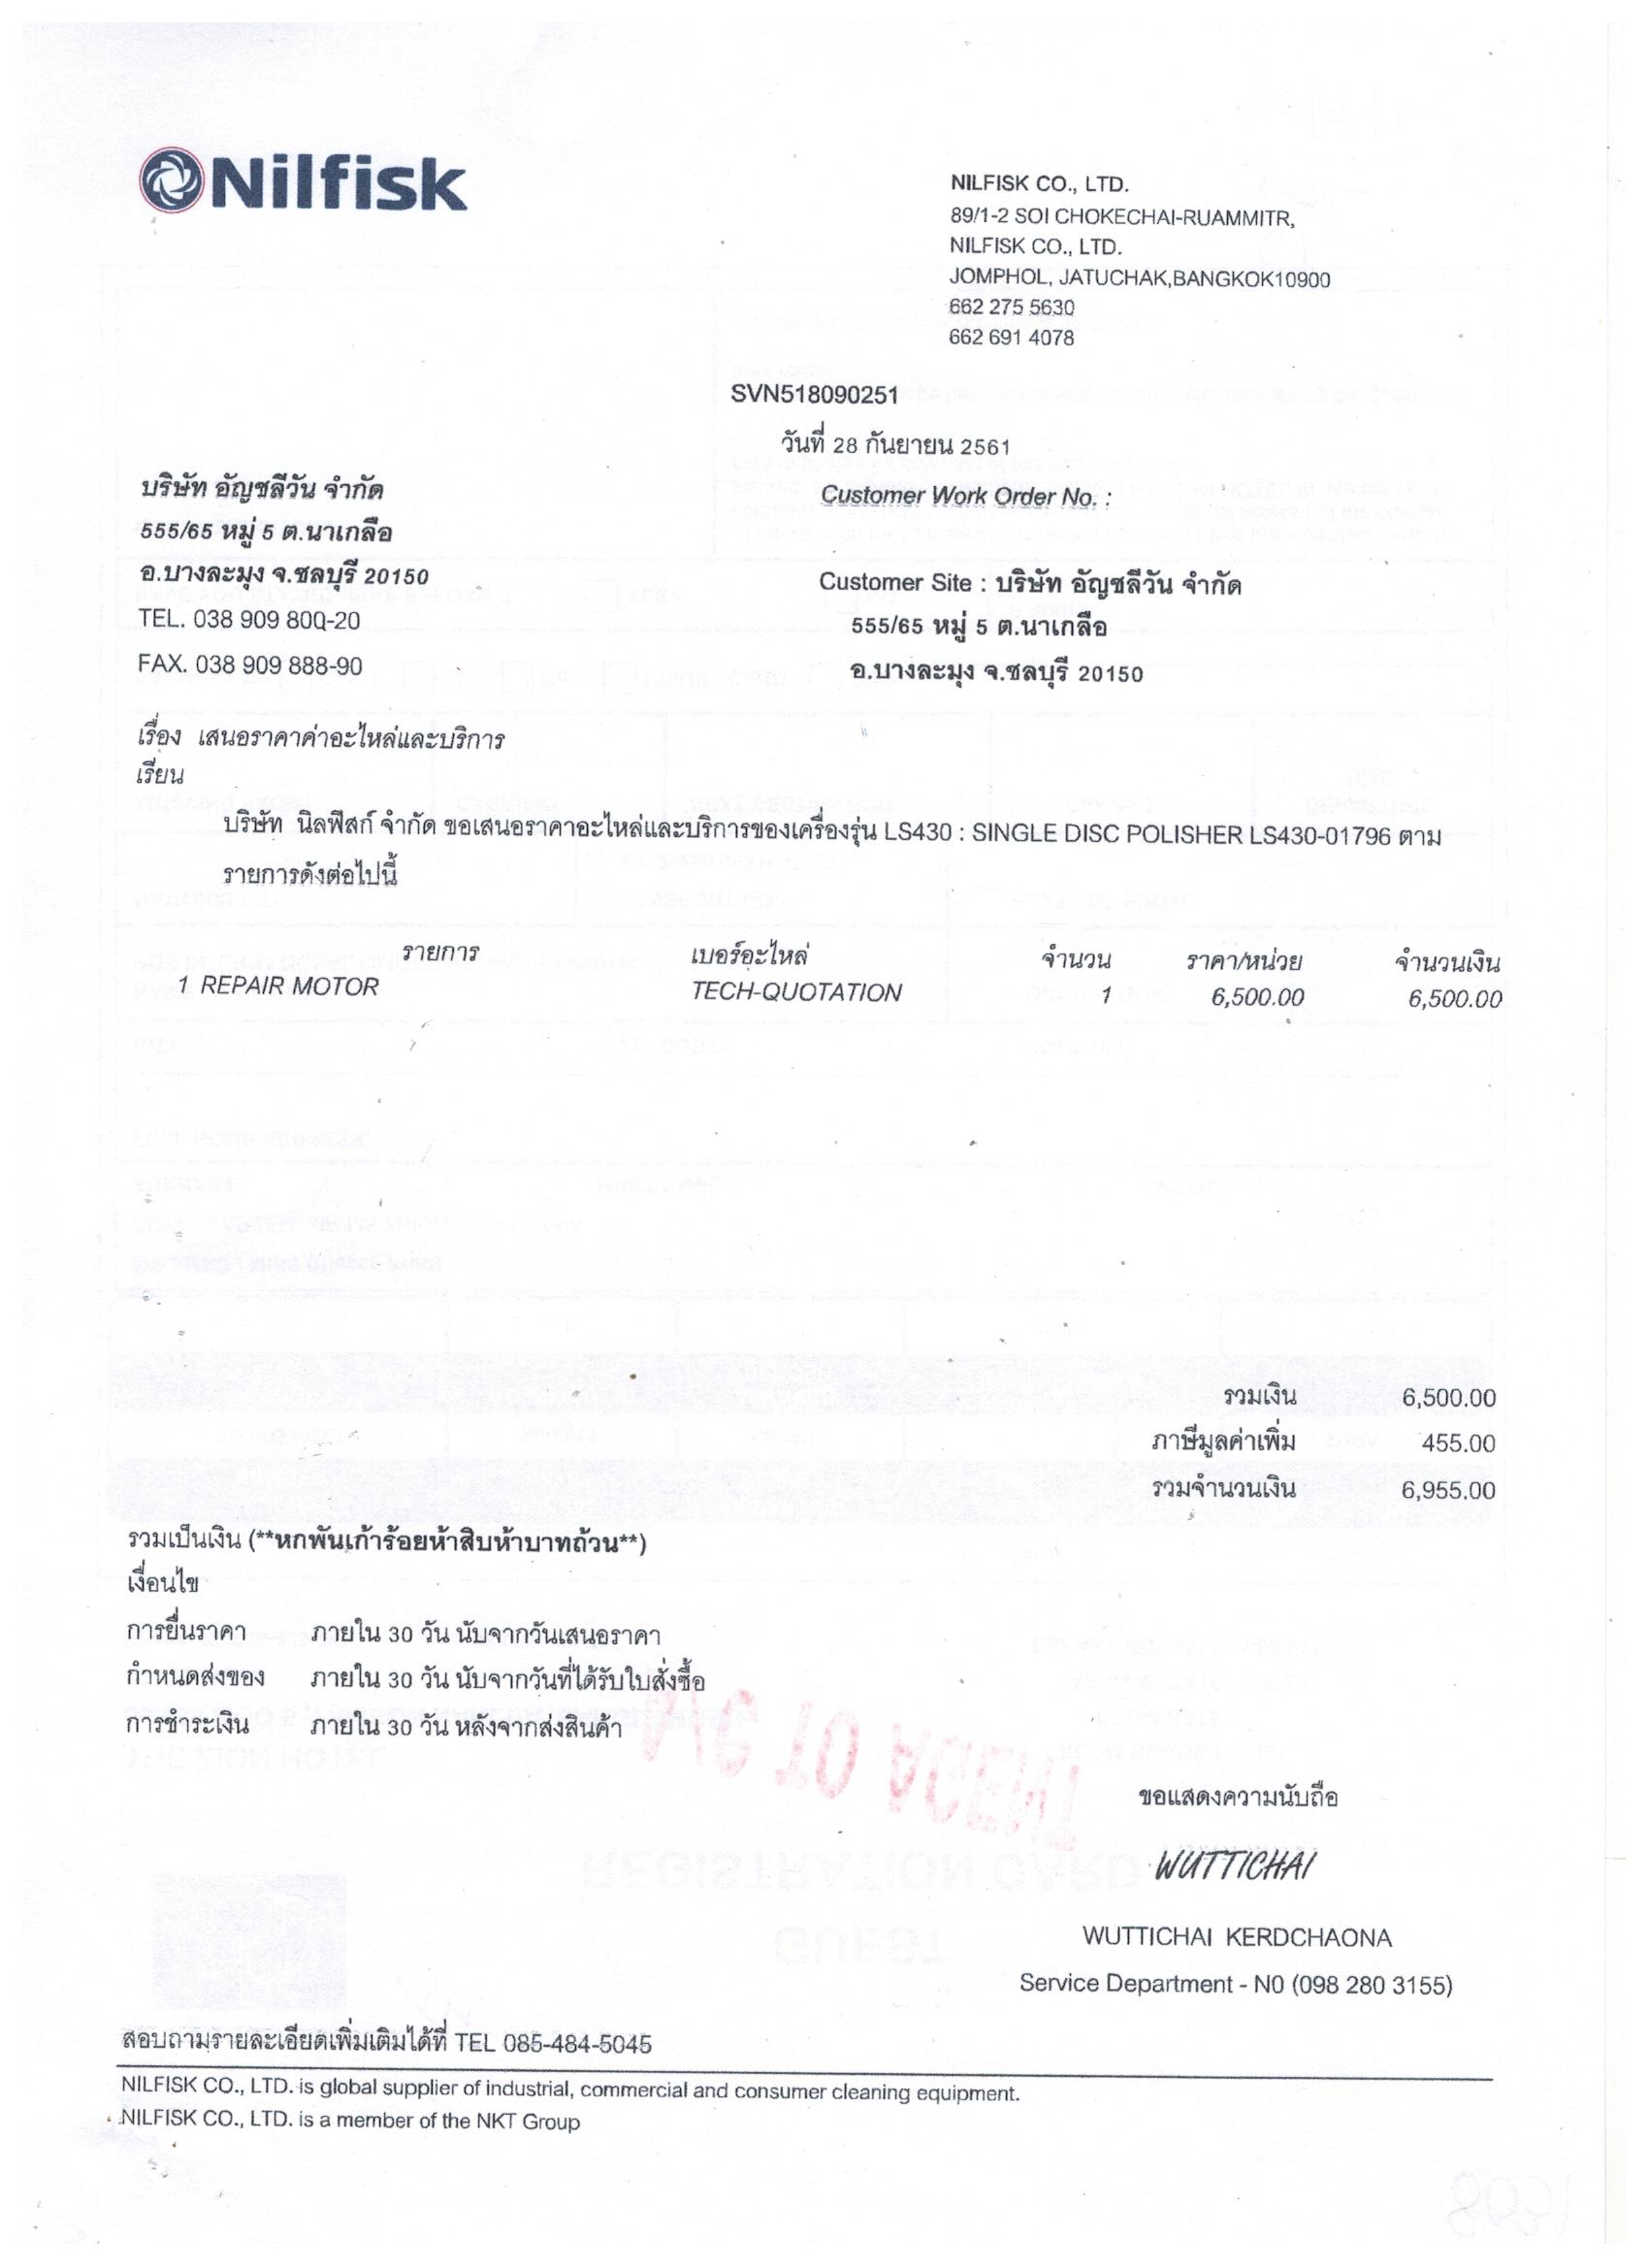 Nilfisk
NILFISK CO., LTD.
89/1-2 SOI CHOKECHAI-RUAMMITR,
NILFISK CO., LTD.
JOMPHOL, JATUCHAK,BANGKOK10900
662 275 5630
662 691 4078
SVN518090251
วันที่ 28 กันยายน 2561
บริษัท อัญชลีวัน จำกัด
555/65 หมู่ 5 ต.นาเกลือ
อ.บางละมุง จ.ชลบุรี 20150
TEL. 038 909 800-20
FAX. 038 909 888-90
Customer Work Order No. :
Customer Site : บริษัท อัญชลีวัน จำกัด
555/65 หมู่ 5 ต.นาเกลือ
อ.บางละมุง จ.ชลบุรี 20150
เรื่อง เสนอราคาค่าอะไหล่และบริการ
เรียน
บริษัท นิลฟิสก์ จำกัด ขอเสนอราคาอะไหล่และบริการของเครื่องรุ่น LS430 : SINGLE DISC POLISHER LS430-01796 ตาม
รายการดังต่อไปนี้
รายการ เบอร์อะไหล่ จำนวน ราคา/หน่วย จำนวนเงิน
1 REPAIR MOTOR TECH-QUOTATION 1 6,500.00 6,500.00
รวมเงิน 6,500.00
ภาษีมูลค่าเพิ่ม 455.00
รวมจำนวนเงิน 6,955.00
รวมเป็นเงิน (**หกพันเก้าร้อยห้าสิบห้าบาทถ้วน**)
เงื่อนไข
การยื่นราคา ภายใน 30 วัน นับจากวันเสนอราคา
กำหนดส่งของ ภายใน 30 วัน นับจากวันที่ได้รับใบสั่งซื้อ
การชำระเงิน ภายใน 30 วัน หลังจากส่งสินค้า
A/C TO AGENT
ขอแสดงความนับถือ
WUTTICHAI
WUTTICHAI KERDCHAONA
Service Department - N0 (098 280 3155)
สอบถามรายละเอียดเพิ่มเติมได้ที่ TEL 085-484-5045
NILFISK CO., LTD. is global supplier of industrial, commercial and consumer cleaning equipment.
NILFISK CO., LTD. is a member of the NKT Group
REGISTRATION CARD
GUEST